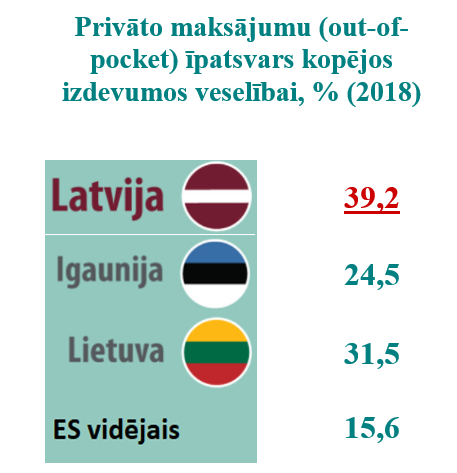 Privāto maksājumu (out-of-
pocket) īpatsvars kopējos
izdevumos veselībai, % (2018)
Latvija 39,2
Igaunija 24,5
Lietuva 31,5
ES vidējais 15,6